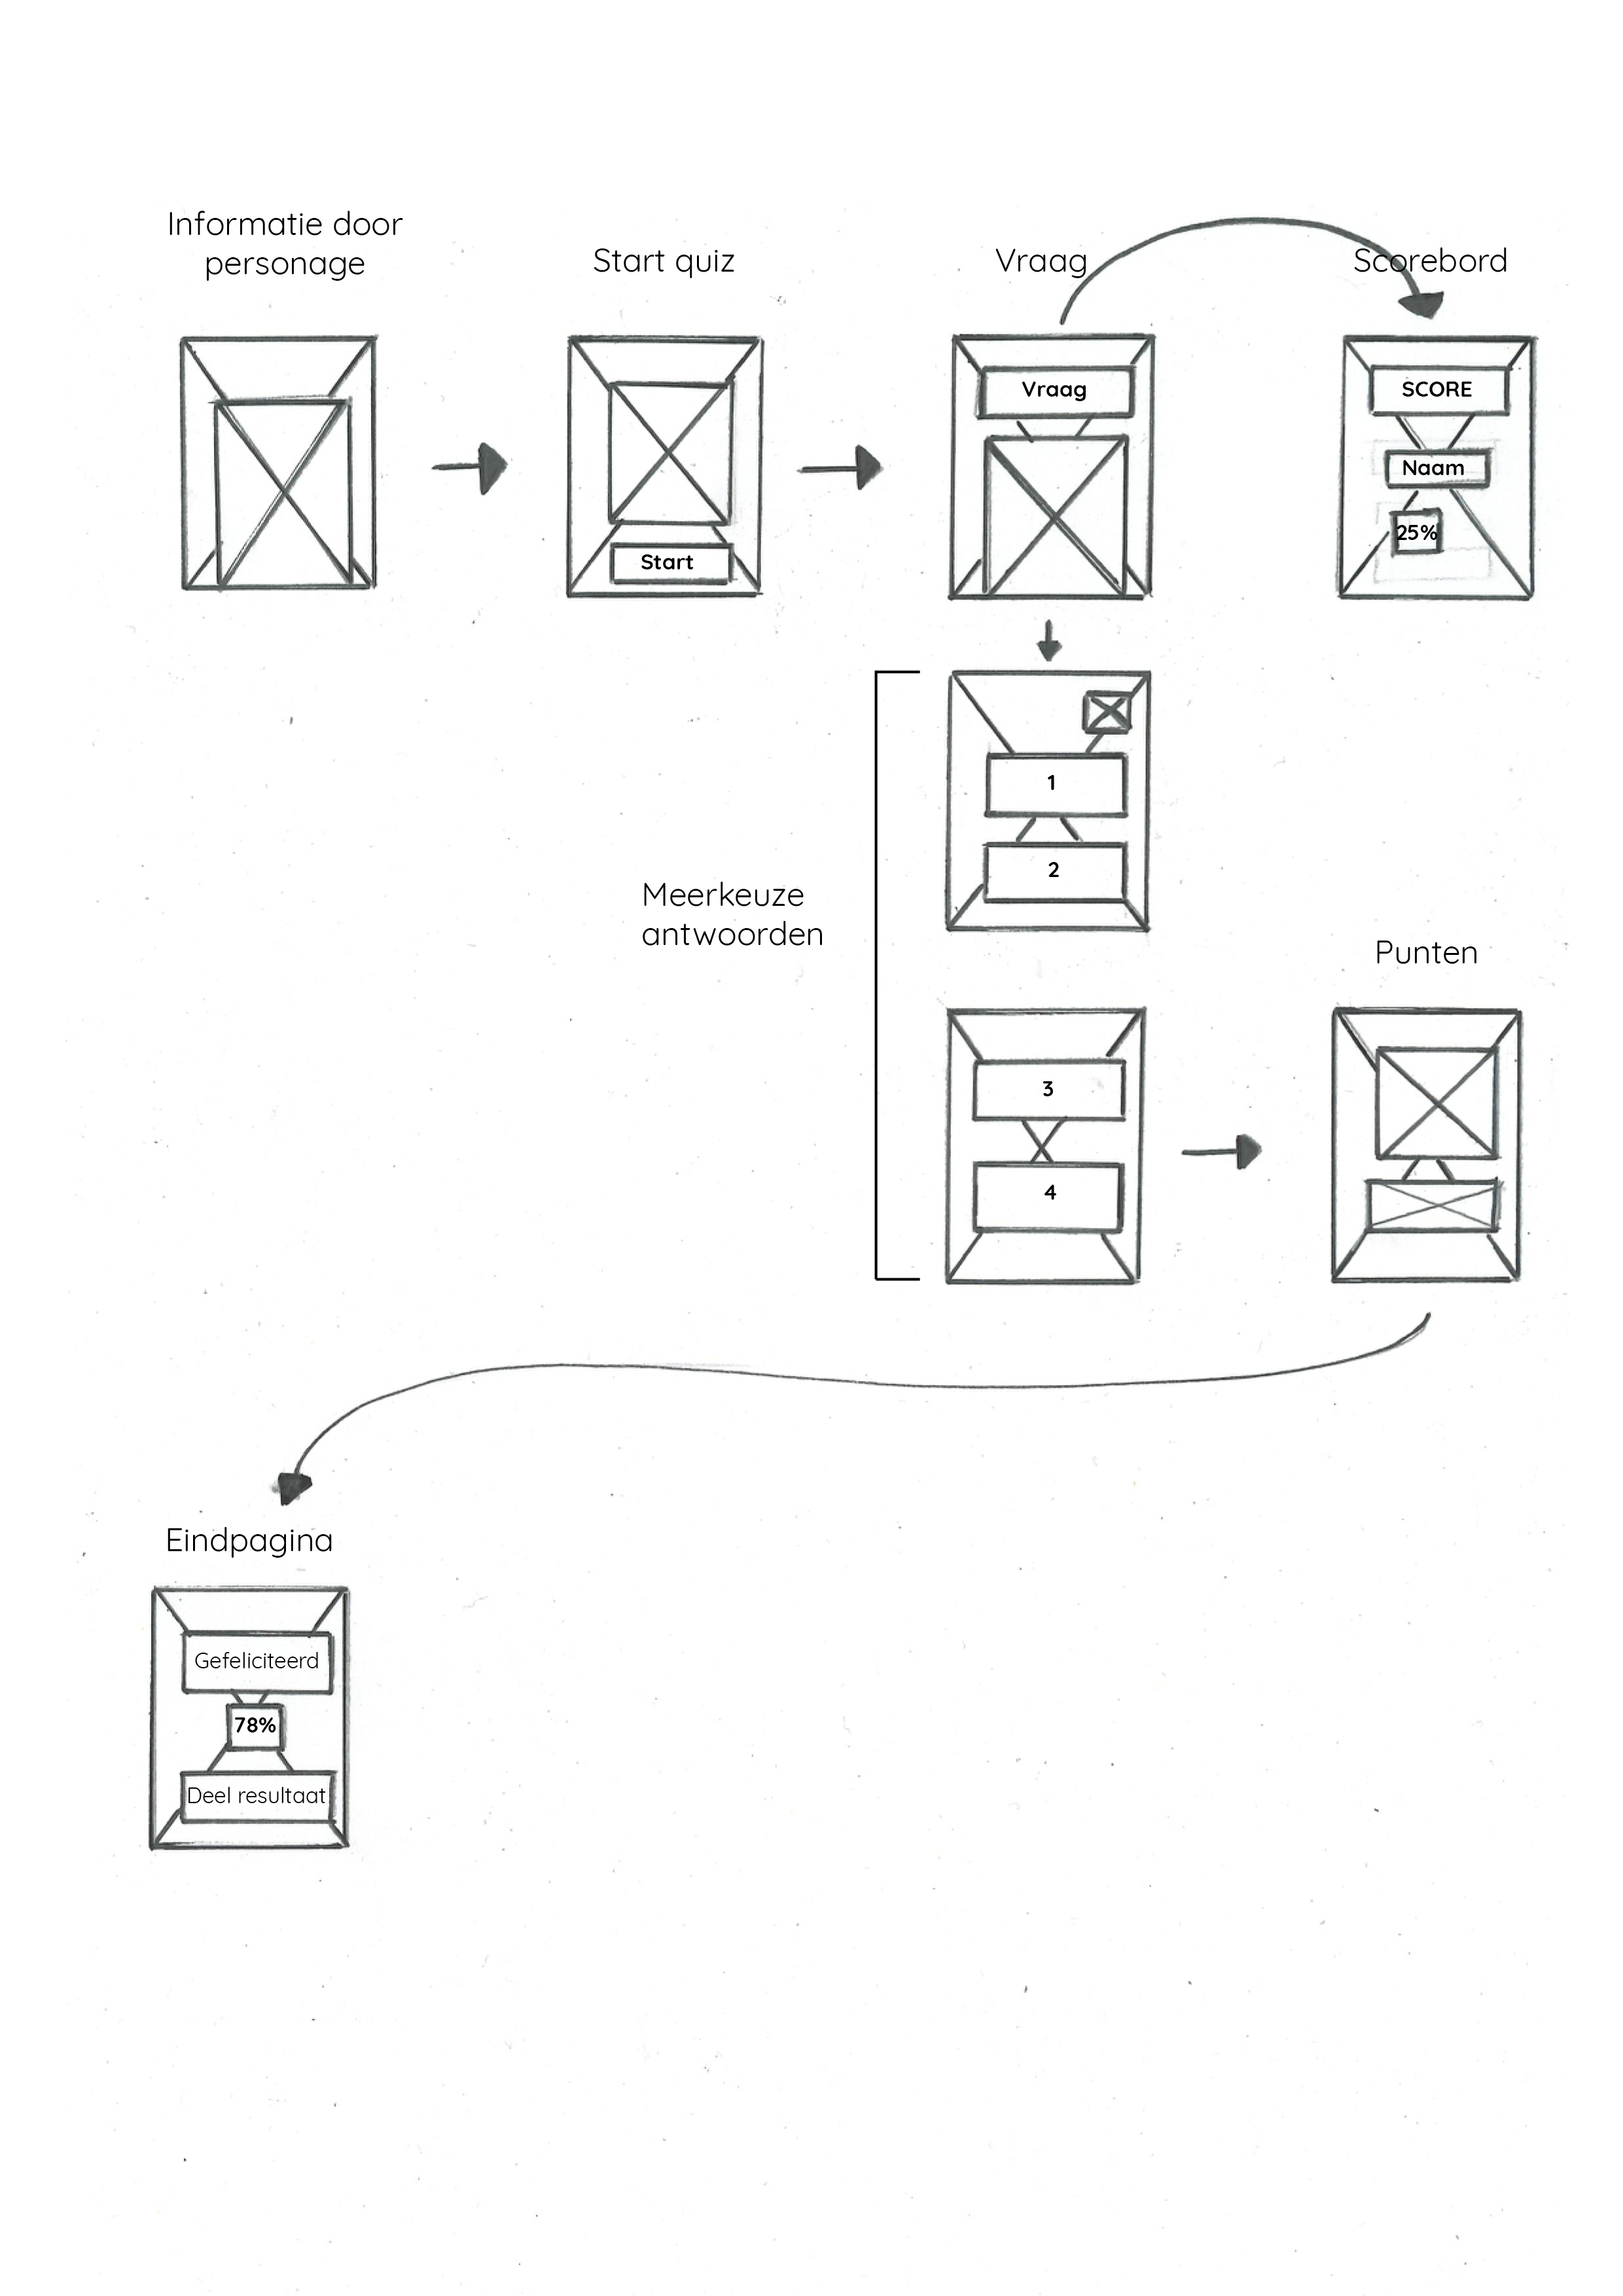 Informatie door
personage
Start quiz
Vraag
Scorebord
Vraag
SCORE
Naam
25%
Start
1
2
Meerkeuze
antwoorden
Punten
3
4
Eindpagina
Gefeliciteerd
78%
Deel resultaat